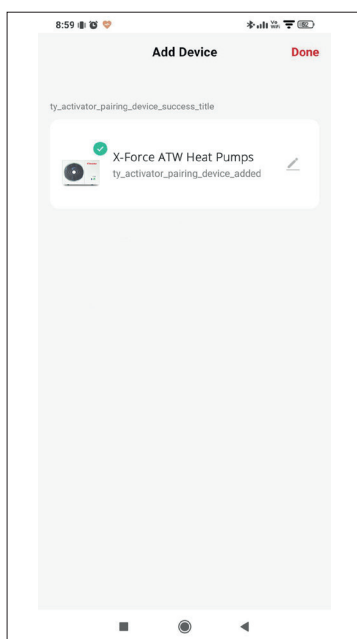 8:59
Add Device
Done
ty_activator_pairing_device_success_title
X-Force ATW Heat Pumps
ty_activator_pairing_device_added